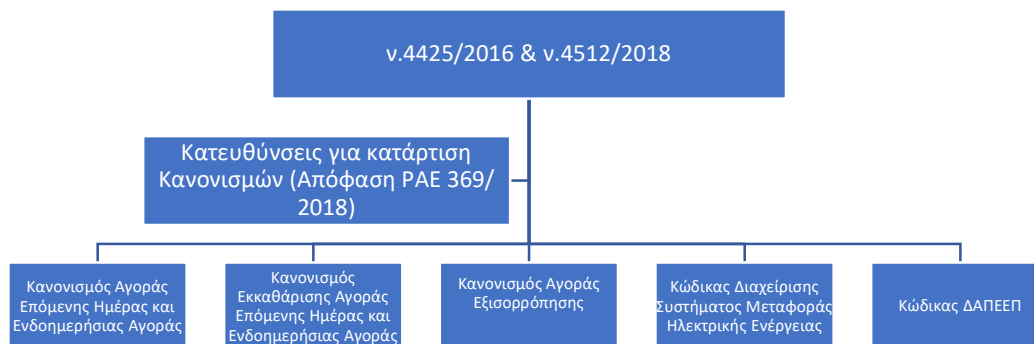 ν.4425/2016 & ν.4512/2018
Κατευθύνσεις για κατάρτιση
Κανονισμών (Απόφαση ΡΑΕ 369/
2018)
Κανονισμός Αγοράς
Επόμενης Ημέρας και
Ενδοημερήσιας Αγοράς
Κανονισμός
Εκκαθάρισης Αγοράς
Επόμενης Ημέρας και
Ενδοημερήσιας Αγοράς
Κανονισμός Αγοράς
Εξισορρόπησης
Κώδικας Διαχείρισης
Συστήματος Μεταφοράς
Ηλεκτρικής Ενέργειας
Κώδικας ΔΑΠΕΕΠ